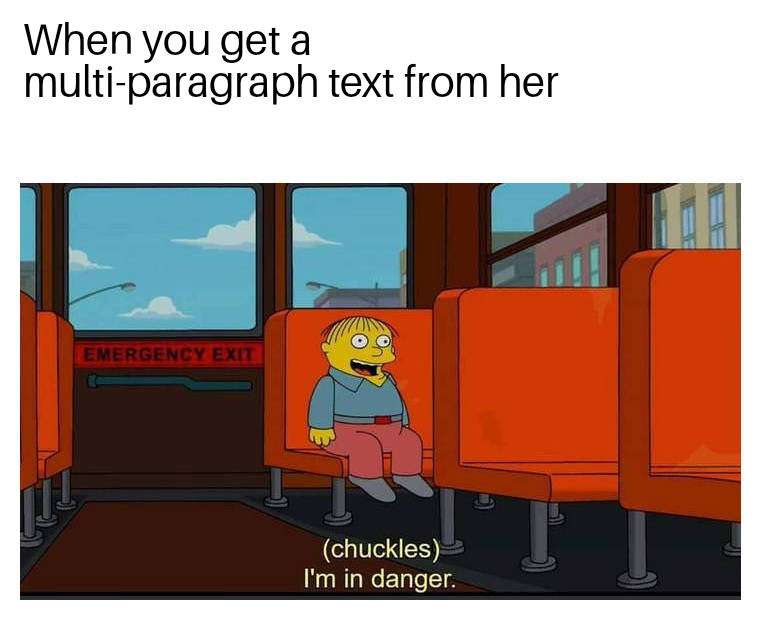 When you get a
multi-paragraph text from her
EMERGENCY EXIT
(chuckles)
I'm in danger.